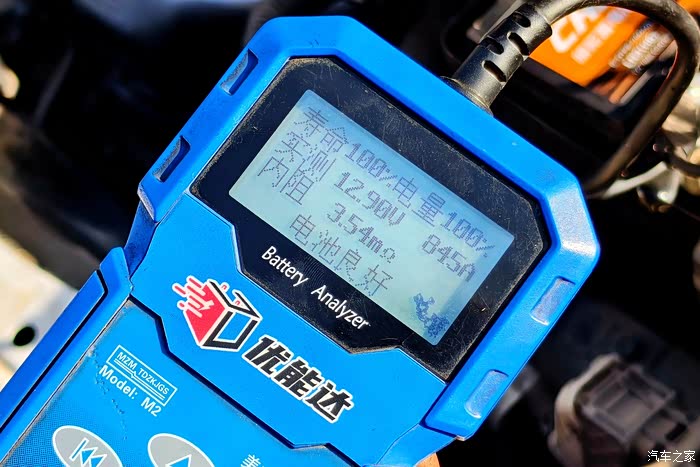 寿命100%电量100%
实测 12.90V 845A
内阻 3.54mΩ
电池良好
Battery Analyzer
优能达
MZM TDZKJGS
Model: M2
汽车之家